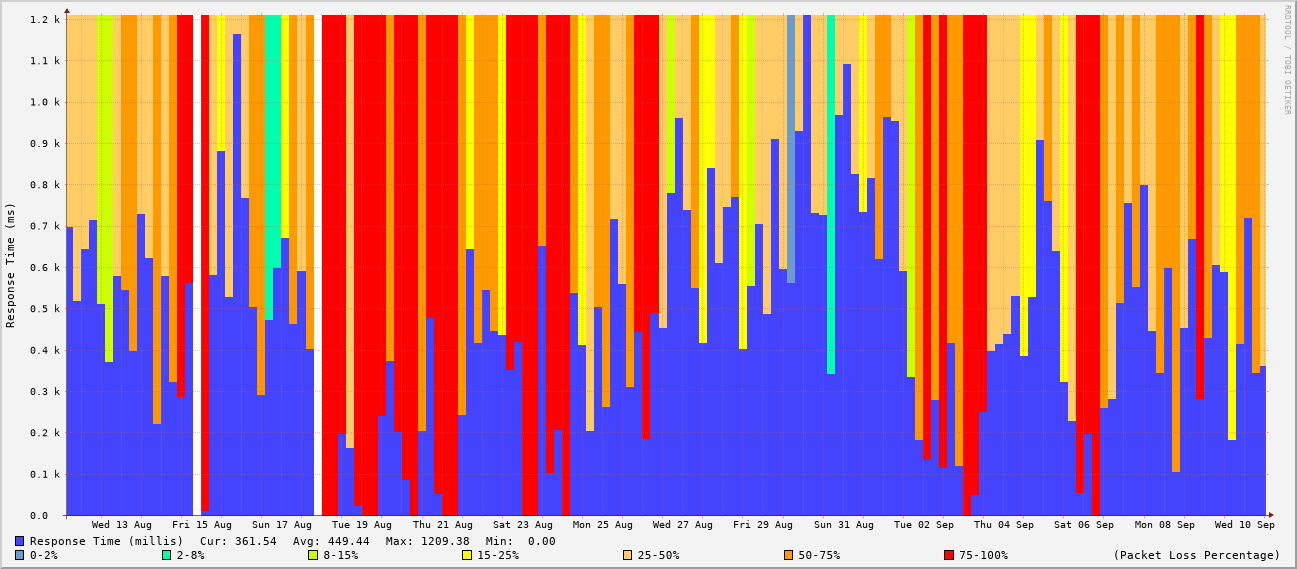 1.2 k
1.1 k
1.0 k
0.9 k
0.8 k
0.7 k
0.6 k
0.5 k
0.4 k
0.3 k
0.2 k
0.1 k
0.0
Response Time (ms)
RRDTOOL / TOBI OETIKER
Wed 13 Aug Fri 15 Aug Sun 17 Aug Tue 19 Aug Thu 21 Aug Sat 23 Aug Mon 25 Aug Wed 27 Aug Fri 29 Aug Sun 31 Aug Tue 02 Sep Thu 04 Sep Sat 06 Sep Mon 08 Sep Wed 10 Sep
Response Time (millis) Cur: 361.54 Avg: 449.44 Max: 1209.38 Min: 0.00
0-2% 2-8% 8-15% 15-25% 25-50% 50-75% 75-100% (Packet Loss Percentage)